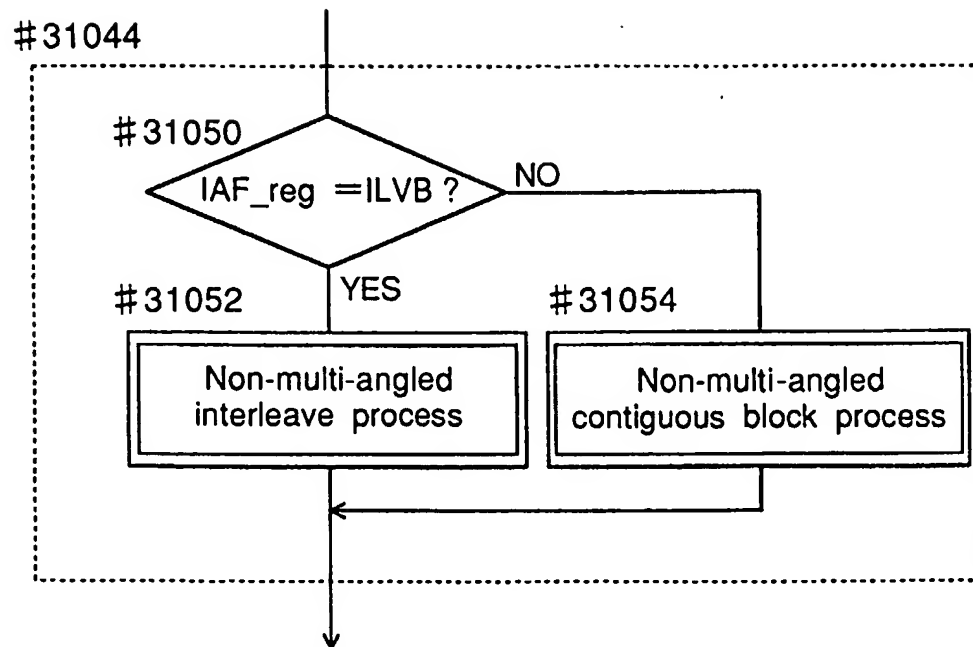 #31044
#31050
IAF_reg =ILVB ?
NO
YES
#31052
#31054
Non-multi-angled
interleave process
Non-multi-angled
contiguous block process